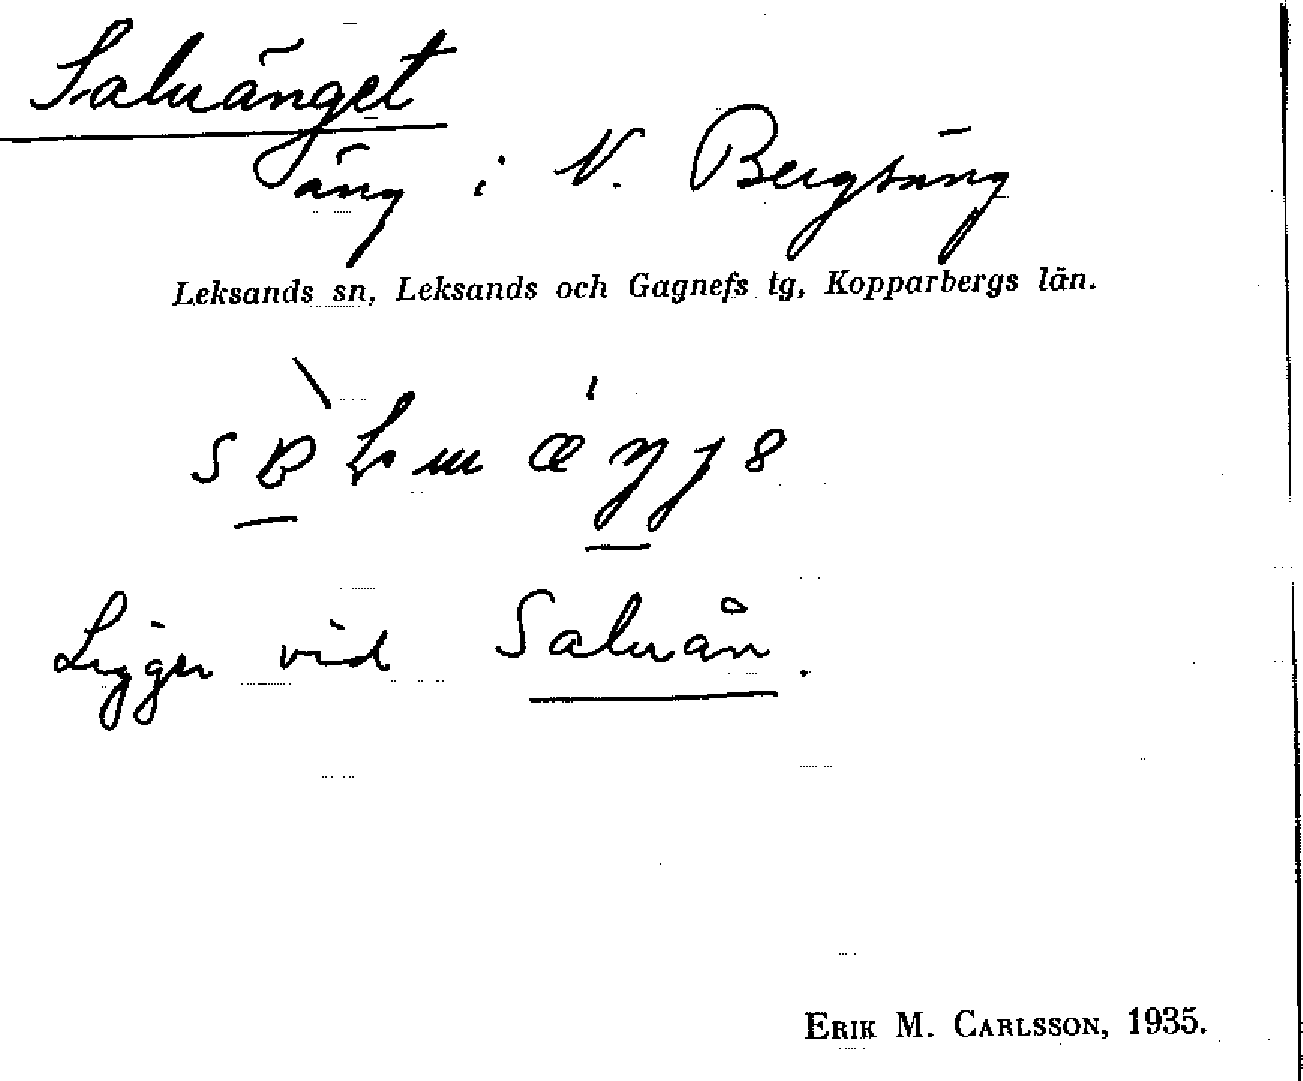 Saluänget
äng i N. Bergsäng
Leksands sn, Leksands och Gagnefs tg, Kopparbergs län.
Ligger vid Saluån.
ERIK M. CARLSSON, 1935.